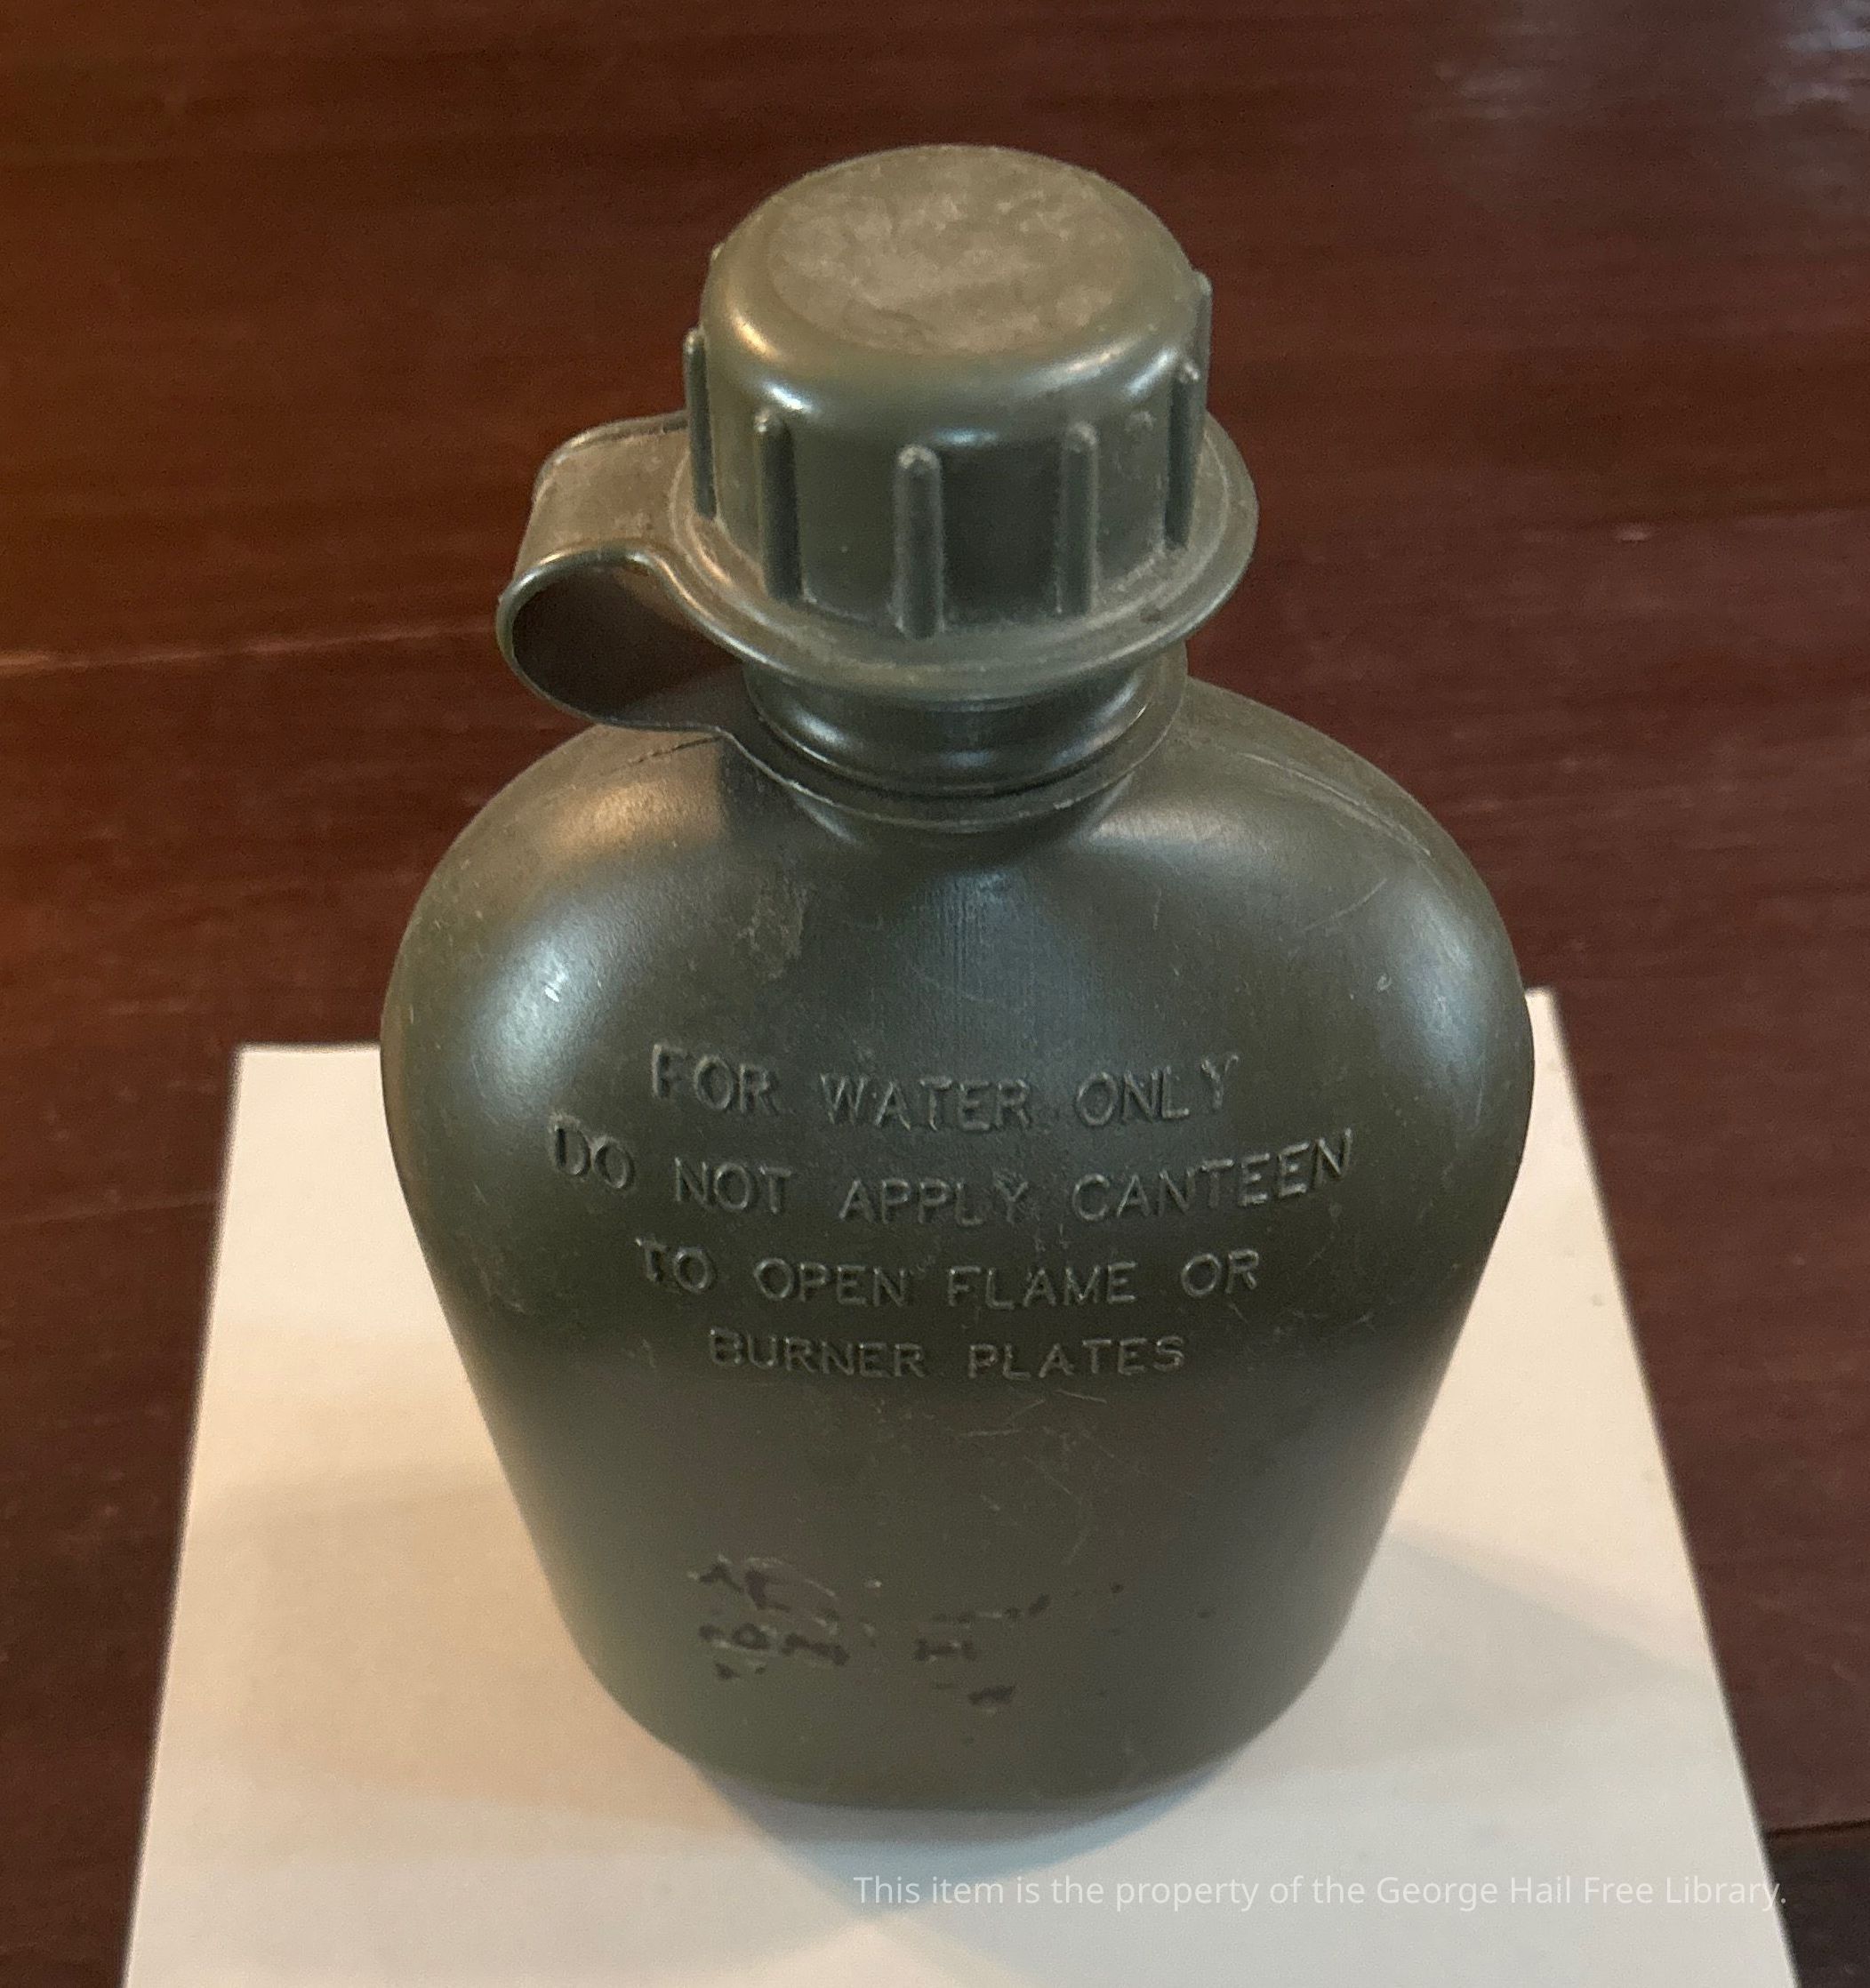 FOR WATER ONLY
DO NOT APPLY CANTEEN
TO OPEN FLAME OR
BURNER PLATES
This item is the property of the George Hail Free Library.